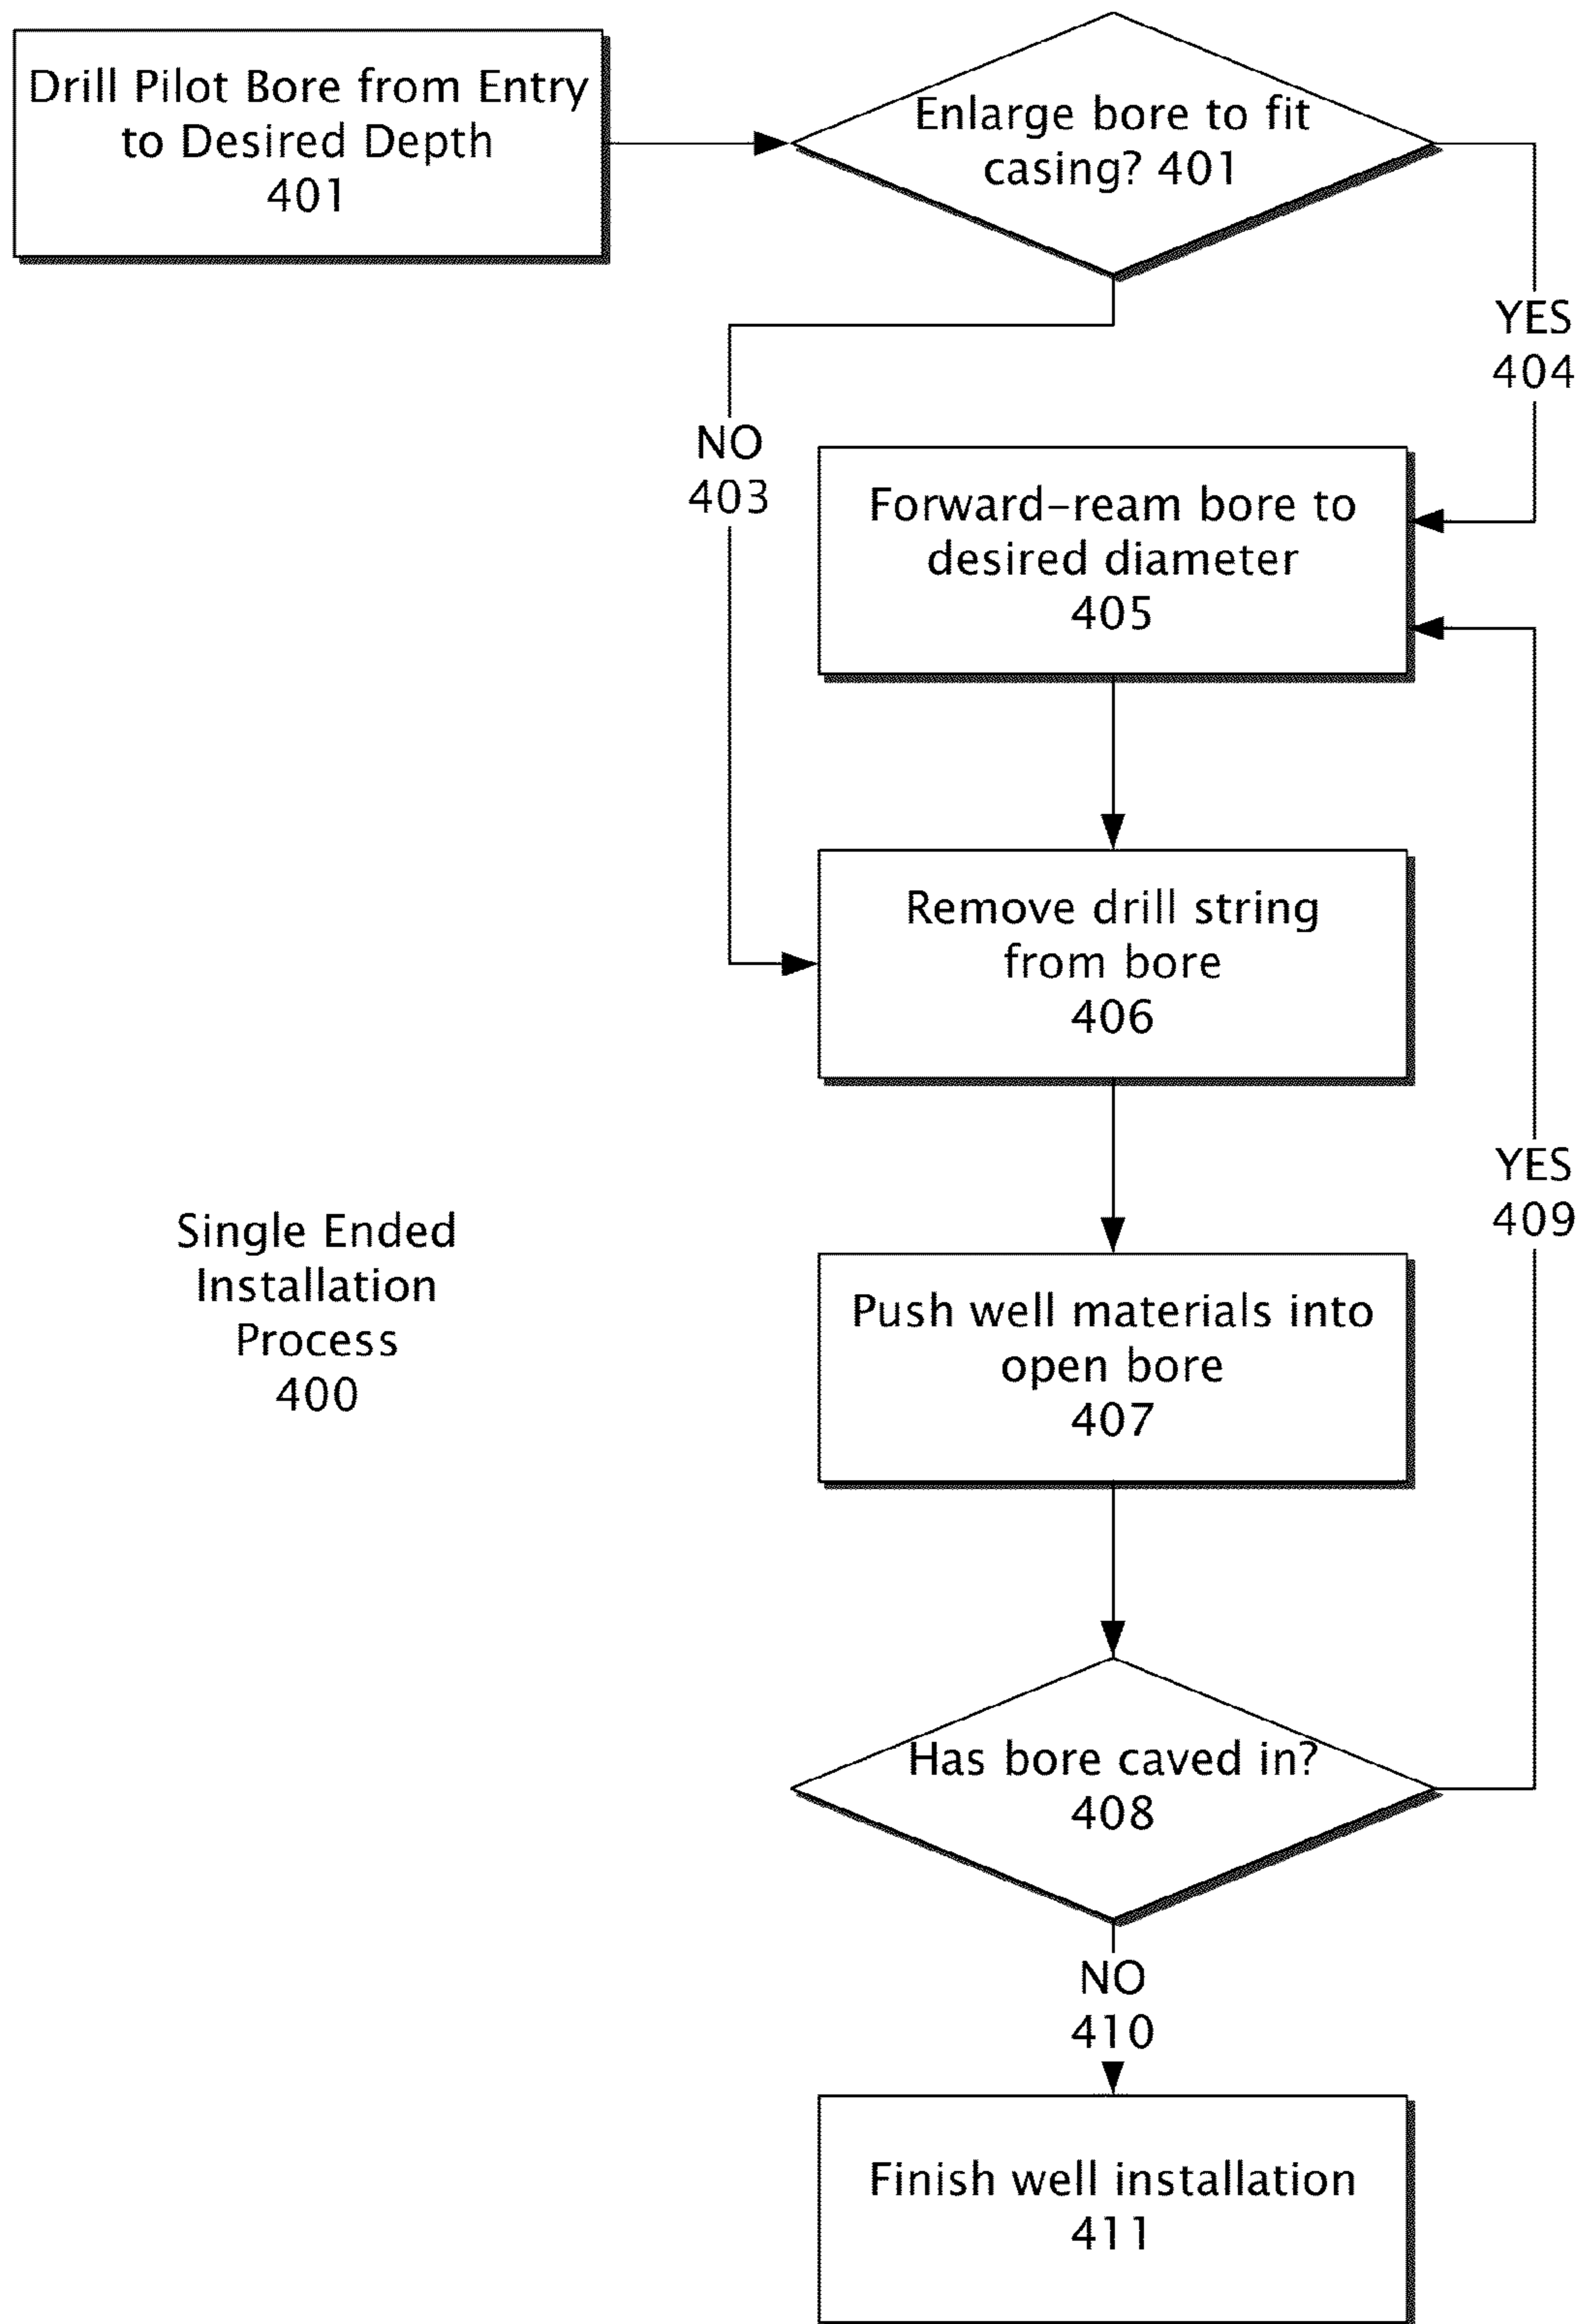 Drill Pilot Bore from Entry
to Desired Depth
401
Enlarge bore to fit
casing? 401
YES
404
NO
403
Forward-ream bore to
desired diameter
405
Remove drill string
from bore
406
YES
409
Single Ended
Installation
Process
400
Push well materials into
open bore
407
Has bore caved in?
408
NO
410
Finish well installation
411